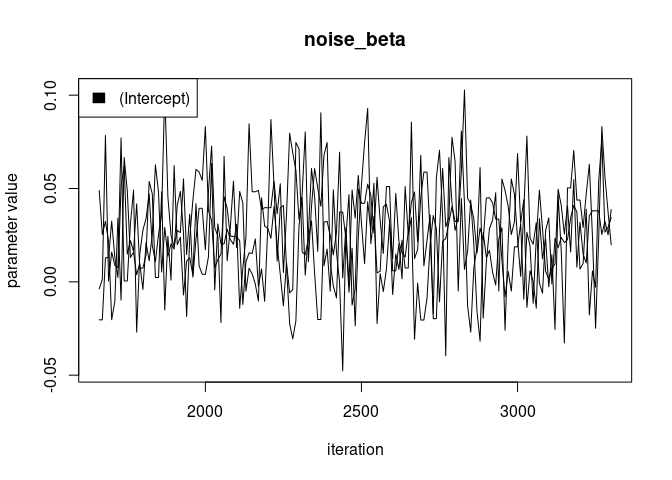 noise_beta
(Intercept)
parameter value
0.10
0.05
0.00
-0.05
2000 2500 3000
iteration